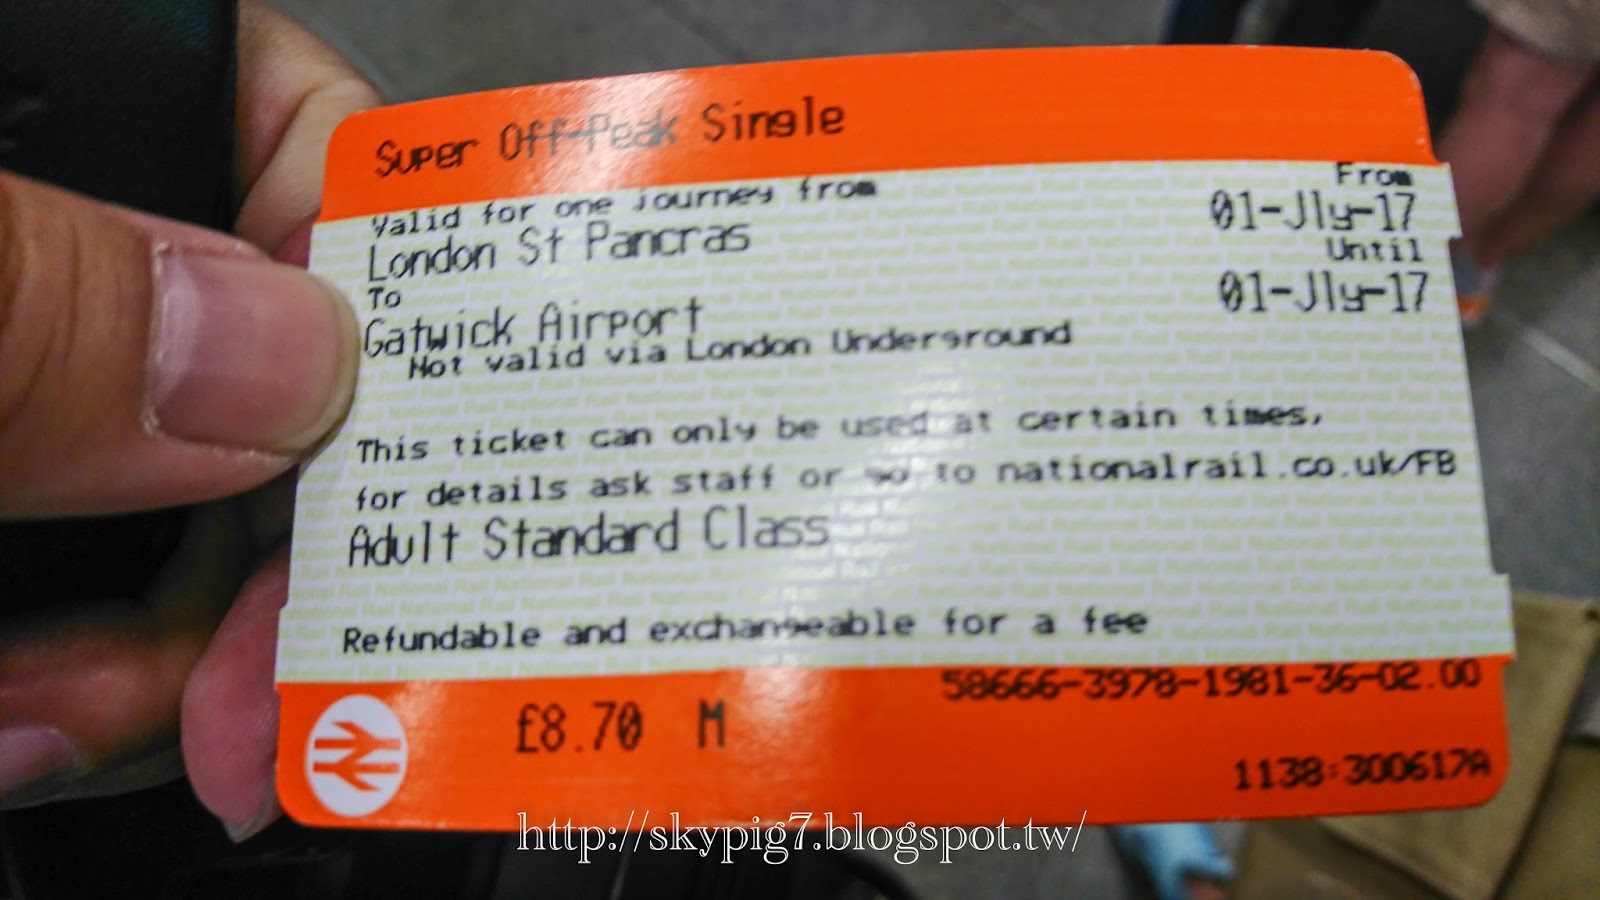 Super Off-Peak Single
Valid for one journey from
From
London St Pancras
01-Jly-17
To
Until
Gatwick Airport
01-Jly-17
Not valid via London Underground
This ticket can only be used at certain times,
for details ask staff or go to nationalrail.co.uk/FB
Adult Standard Class
Refundable and exchangeable for a fee
58666-3978-1981-36-02.00
£8.70 M
1138:300617A
http://skypig7.blogspot.tw/